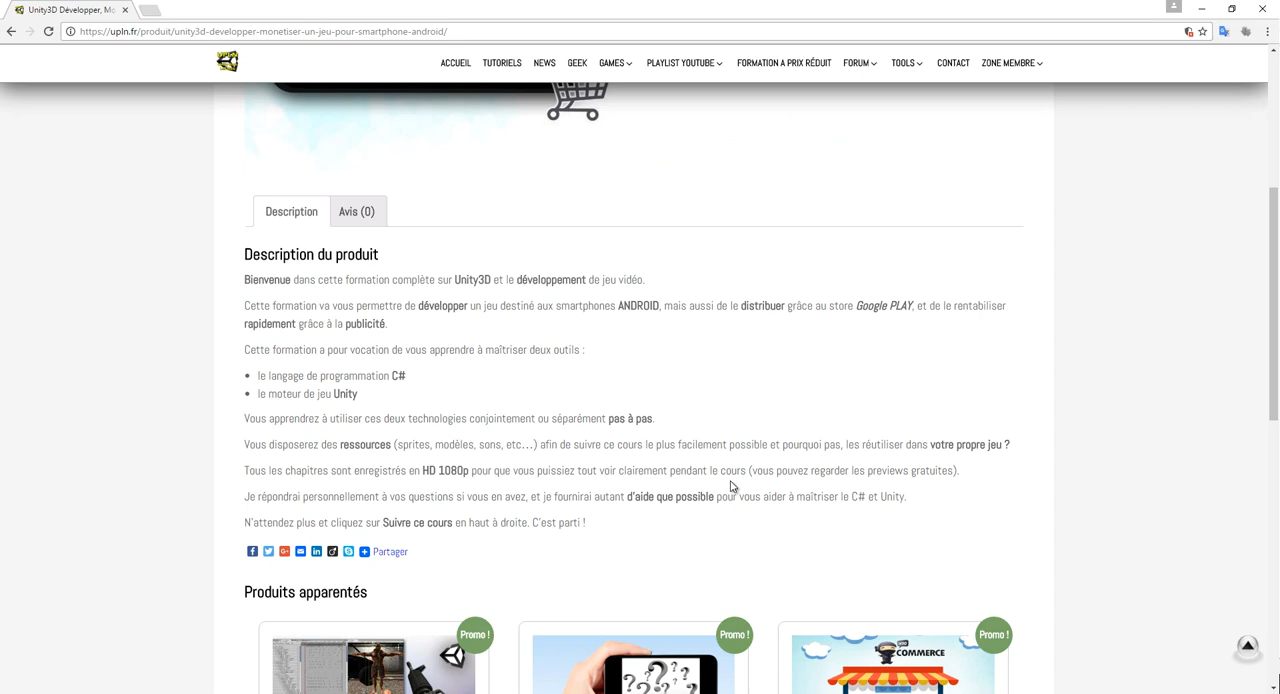 Unity3D Développer, Mo
https://upln.fr/produit/unity3d-developper-monetiser-un-jeu-pour-smartphone-android/
ACCUEIL TUTORIELS NEWS GEEK GAMES PLAYLIST YOUTUBE FORMATION A PRIX RÉDUIT FORUM TOOLS CONTACT ZONE MEMBRE
Description Avis (0)
Description du produit
Bienvenue dans cette formation complète sur Unity3D et le développement de jeu vidéo.
Cette formation va vous permettre de développer un jeu destiné aux smartphones ANDROID, mais aussi de le distribuer grâce au store Google PLAY, et de le rentabiliser
rapidement grâce à la publicité.
Cette formation a pour vocation de vous apprendre à maîtriser deux outils :
• le langage de programmation C#
• le moteur de jeu Unity
Vous apprendrez à utiliser ces deux technologies conjointement ou séparément pas à pas.
Vous disposerez des ressources (sprites, modèles, sons, etc…) afin de suivre ce cours le plus facilement possible et pourquoi pas, les réutiliser dans votre propre jeu ?
Tous les chapitres sont enregistrés en HD 1080p pour que vous puissiez tout voir clairement pendant le cours (vous pouvez regarder les previews gratuites).
Je répondrai personnellement à vos questions si vous en avez, et je fournirai autant d'aide que possible pour vous aider à maîtriser le C# et Unity.
N'attendez plus et cliquez sur Suivre ce cours en haut à droite. C'est parti !
Partager
Produits apparentés
Promo ! Promo ! Promo !
COMMERCE